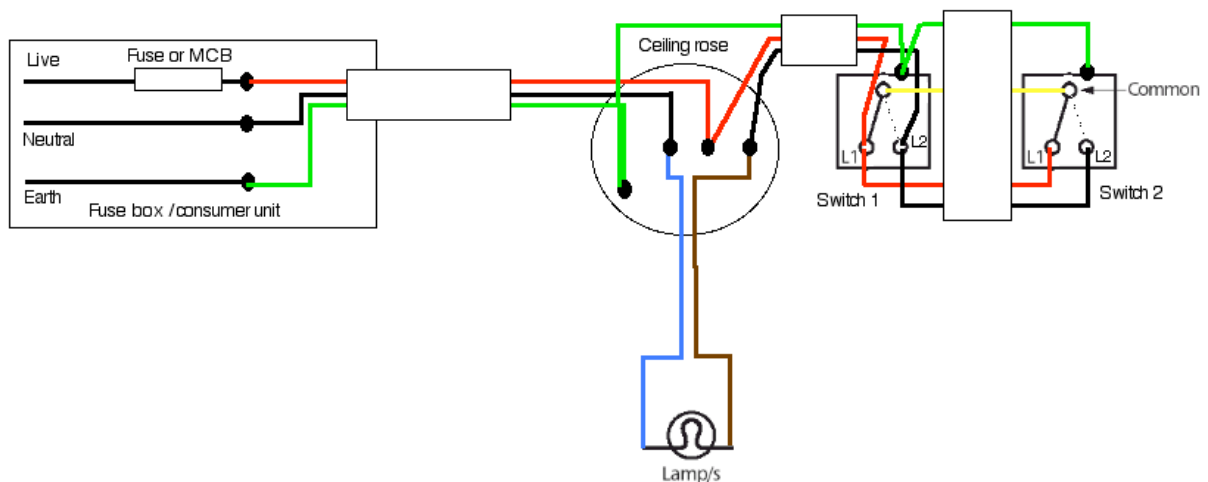 Live
Fuse or MCB
Neutral
Earth
Fuse box /consumer unit
Ceiling rose
L1
L2
Switch 1
Common
L1
L2
Switch 2
Lamp/s